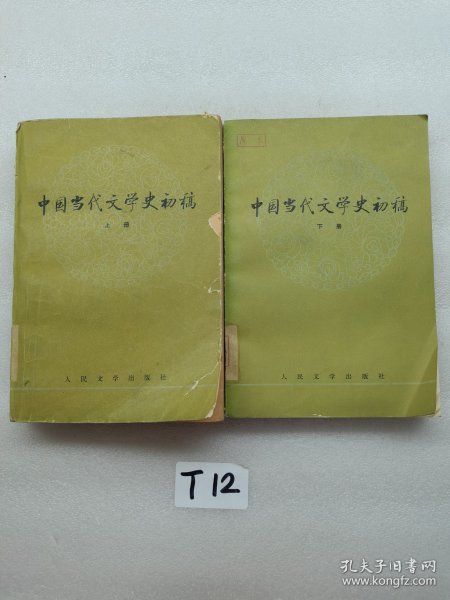 中国当代文学史初稿
上册
人民文学出版社
中国当代文学史初稿
下册
人民文学出版社
T12
孔夫子旧书网
www.kongfz.com